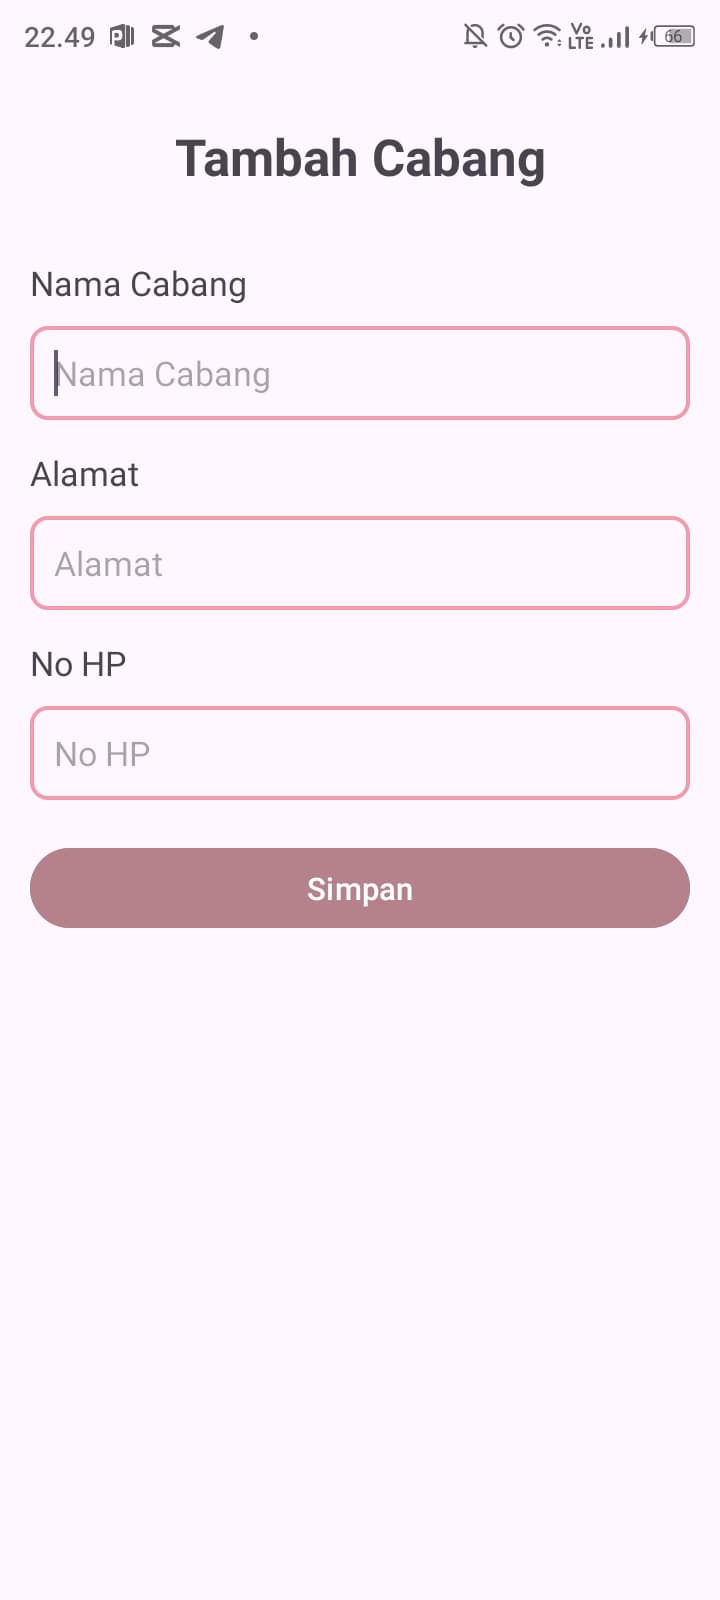 22.49
Vo
LTE
66
Tambah Cabang
Nama Cabang
Nama Cabang
Alamat
Alamat
No HP
No HP
Simpan